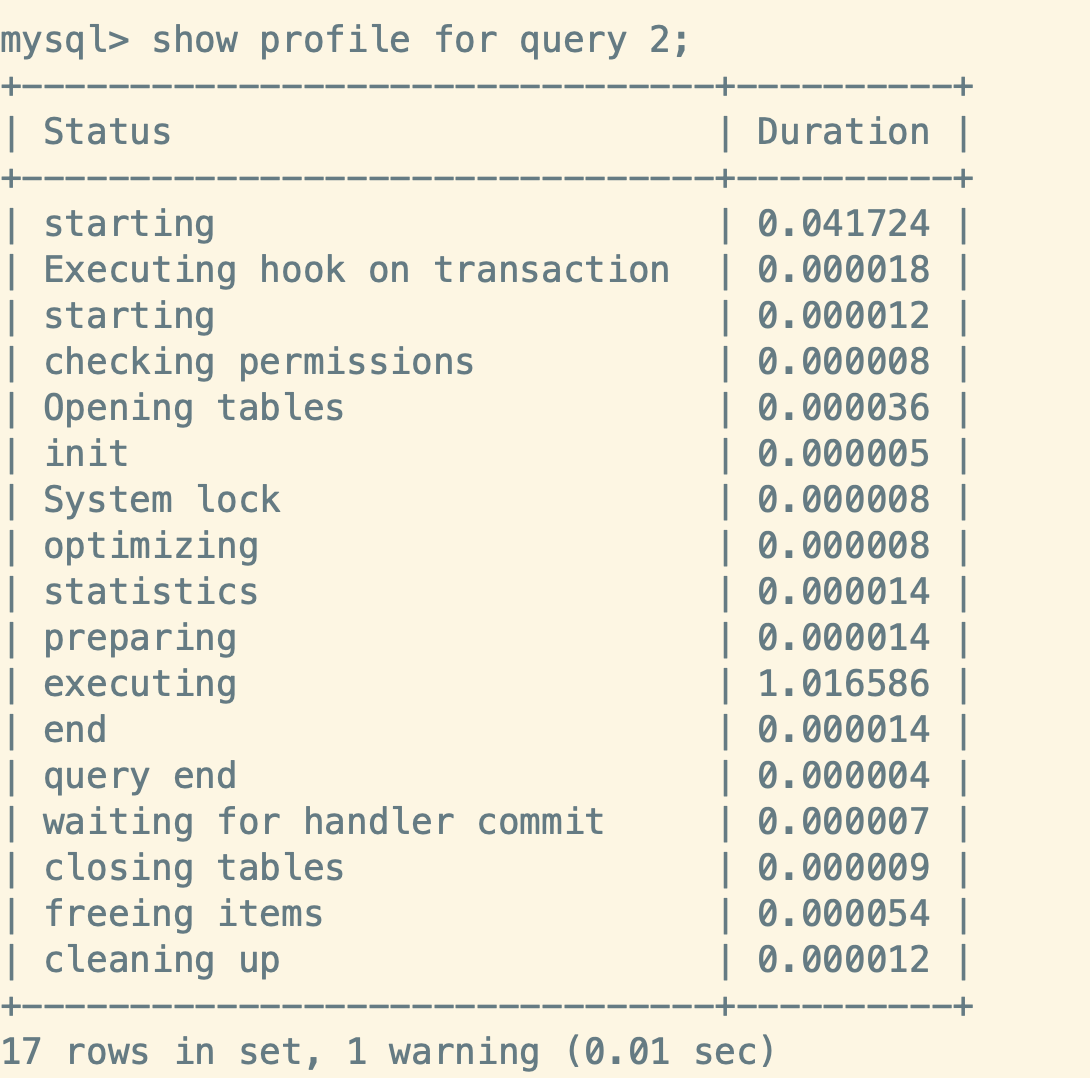 mysql> show profile for query 2;
+--------------------------------+----------+
| Status                         | Duration |
+--------------------------------+----------+
| starting                       | 0.041724 |
| Executing hook on transaction  | 0.000018 |
| starting                       | 0.000012 |
| checking permissions           | 0.000008 |
| Opening tables                 | 0.000036 |
| init                           | 0.000005 |
| System lock                    | 0.000008 |
| optimizing                     | 0.000008 |
| statistics                     | 0.000014 |
| preparing                      | 0.000014 |
| executing                      | 1.016586 |
| end                            | 0.000014 |
| query end                      | 0.000004 |
| waiting for handler commit     | 0.000007 |
| closing tables                 | 0.000009 |
| freeing items                  | 0.000054 |
| cleaning up                    | 0.000012 |
+--------------------------------+----------+
17 rows in set, 1 warning (0.01 sec)